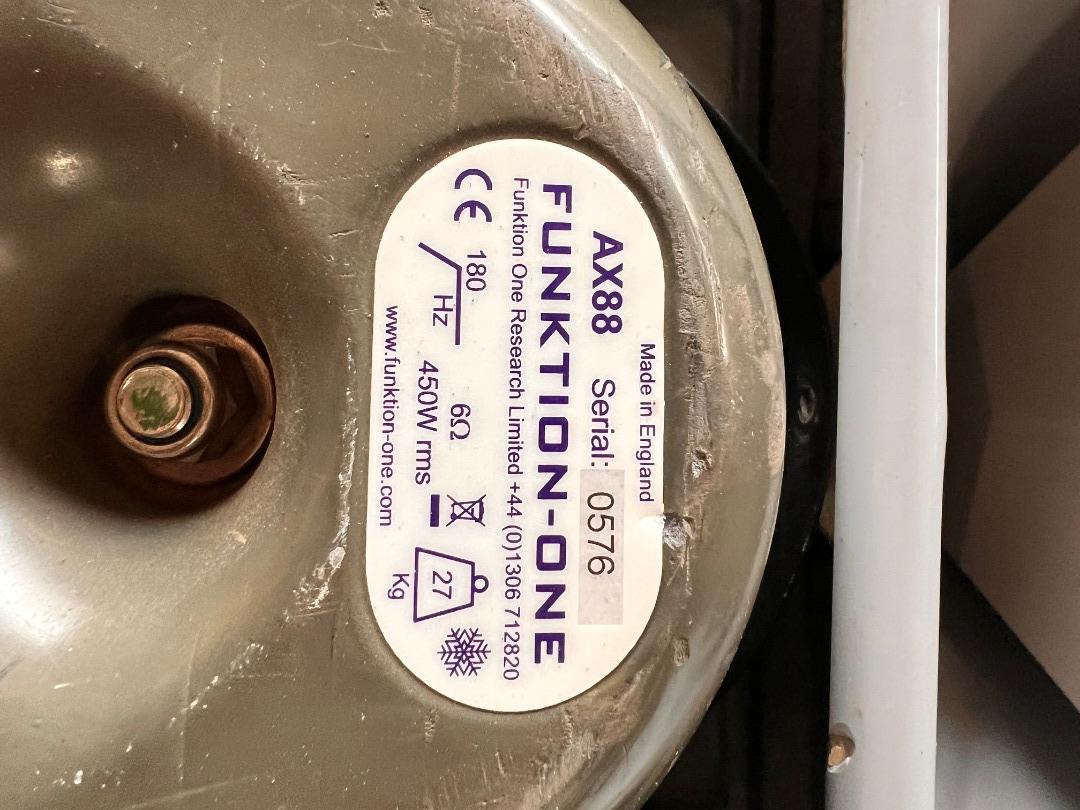 Made in England
AX88 Serial: 0576
FUNKTION-ONE
Funktion One Research Limited +44 (0)1306 712820
CE 180 Hz 6Ω 450W rms 27 Kg
www.funktion-one.com